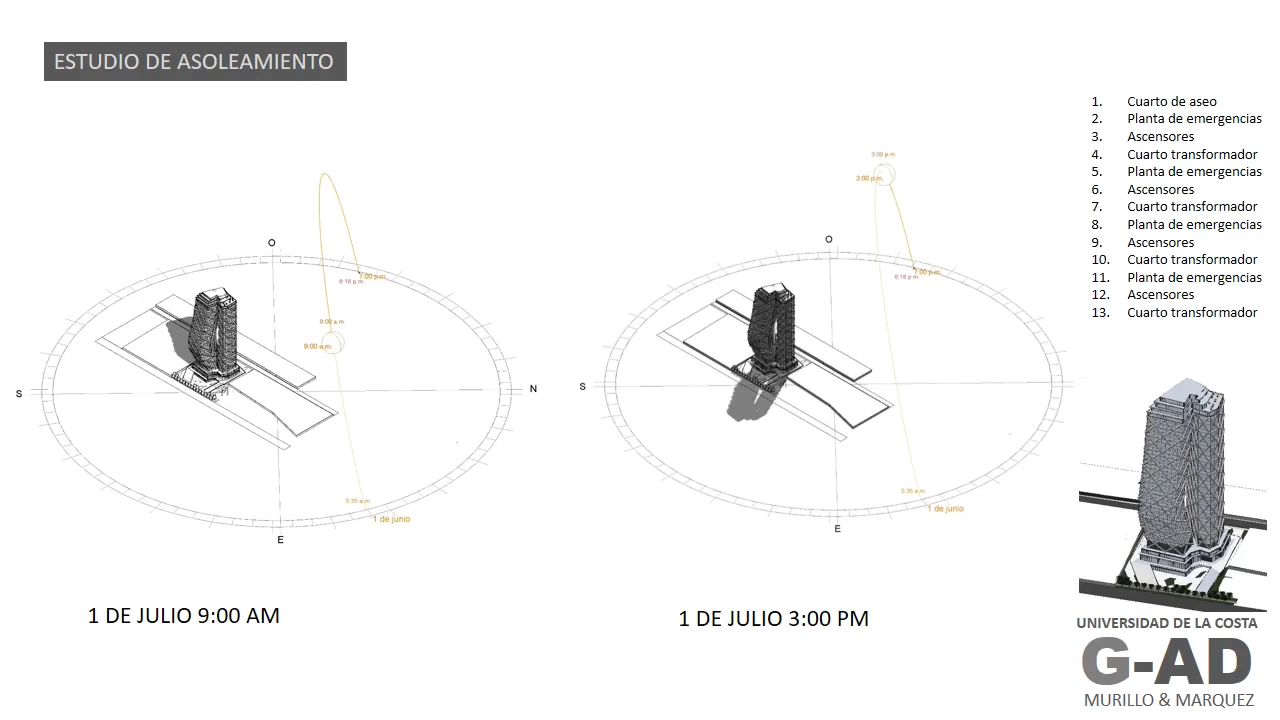 ESTUDIO DE ASOLEAMIENTO
O
7:00 p.m.
6:18 p.m.
9:00 a.m
9:00 a.m.
S
N
5:35 a.m.
1 de junio
E
1 DE JULIO 9:00 AM
3:00 p.m
3:00 p.m.
O
7:00 p.m.
6:18 p.m.
S
5:35 a.m.
1 de junio
E
1 DE JULIO 3:00 PM
1. Cuarto de aseo
2. Planta de emergencias
3. Ascensores
4. Cuarto transformador
5. Planta de emergencias
6. Ascensores
7. Cuarto transformador
8. Planta de emergencias
9. Ascensores
10. Cuarto transformador
11. Planta de emergencias
12. Ascensores
13. Cuarto transformador
UNIVERSIDAD DE LA COSTA
G-AD
MURILLO & MARQUEZ